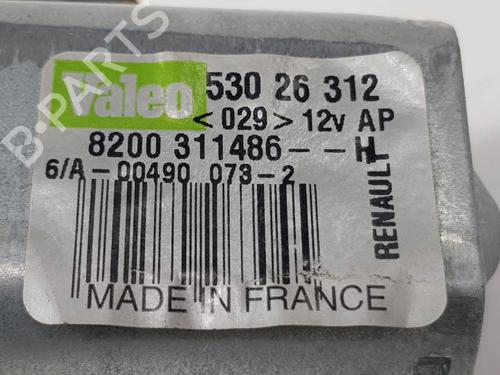 Valeo 530 26 312
<029> 12v AP
8200 311486--H
6/A-00490 073-2
RENAULT
MADE IN FRANCE
B-PARTS